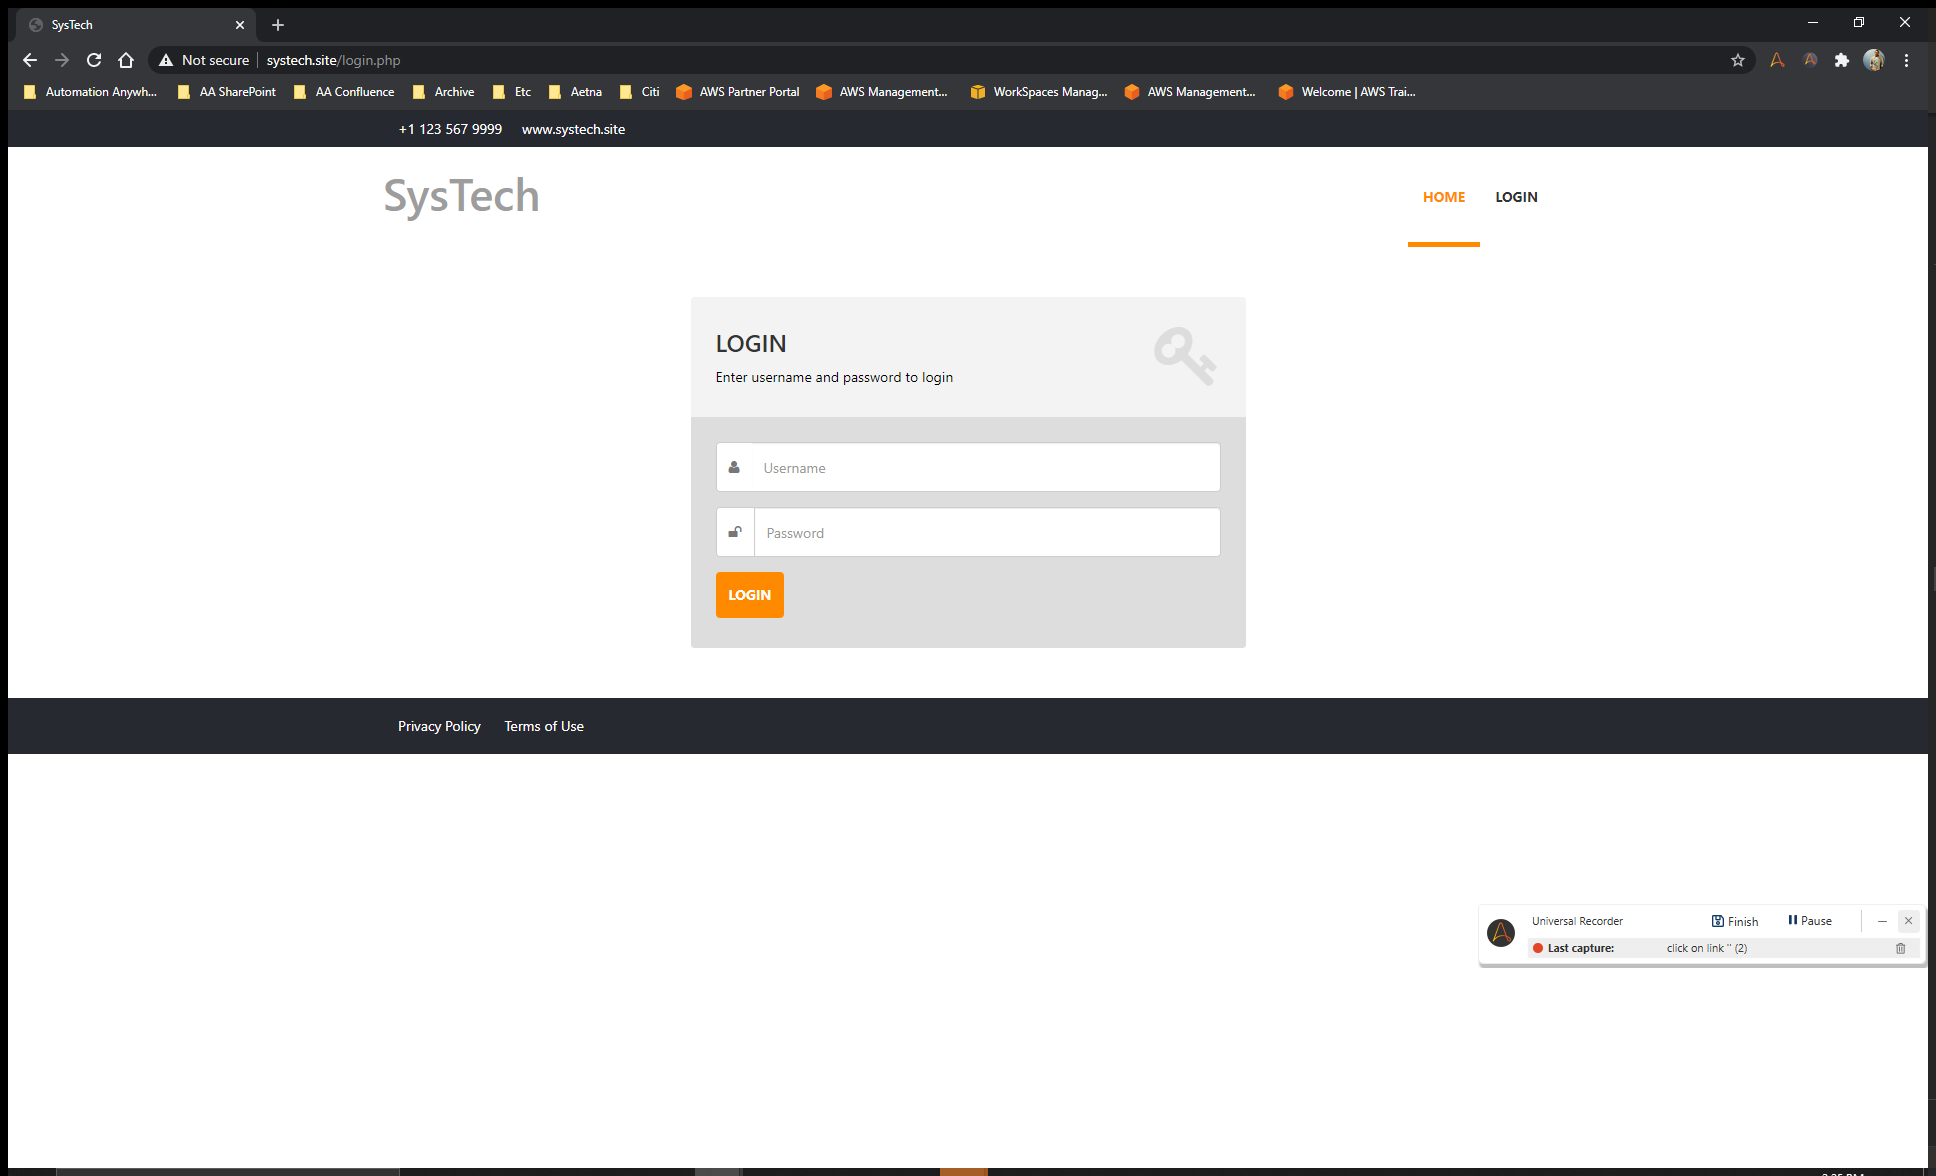 SysTech
Not secure systech.site/login.php
Automation Anywh... AA SharePoint AA Confluence Archive Etc Aetna Citi AWS Partner Portal AWS Management... WorkSpaces Manag... AWS Management... Welcome | AWS Trai...
+1 123 567 9999 www.systech.site
SysTech
HOME LOGIN
LOGIN
Enter username and password to login
Username
Password
LOGIN
Privacy Policy Terms of Use
Universal Recorder Finish Pause
Last capture: click on link '' (2)